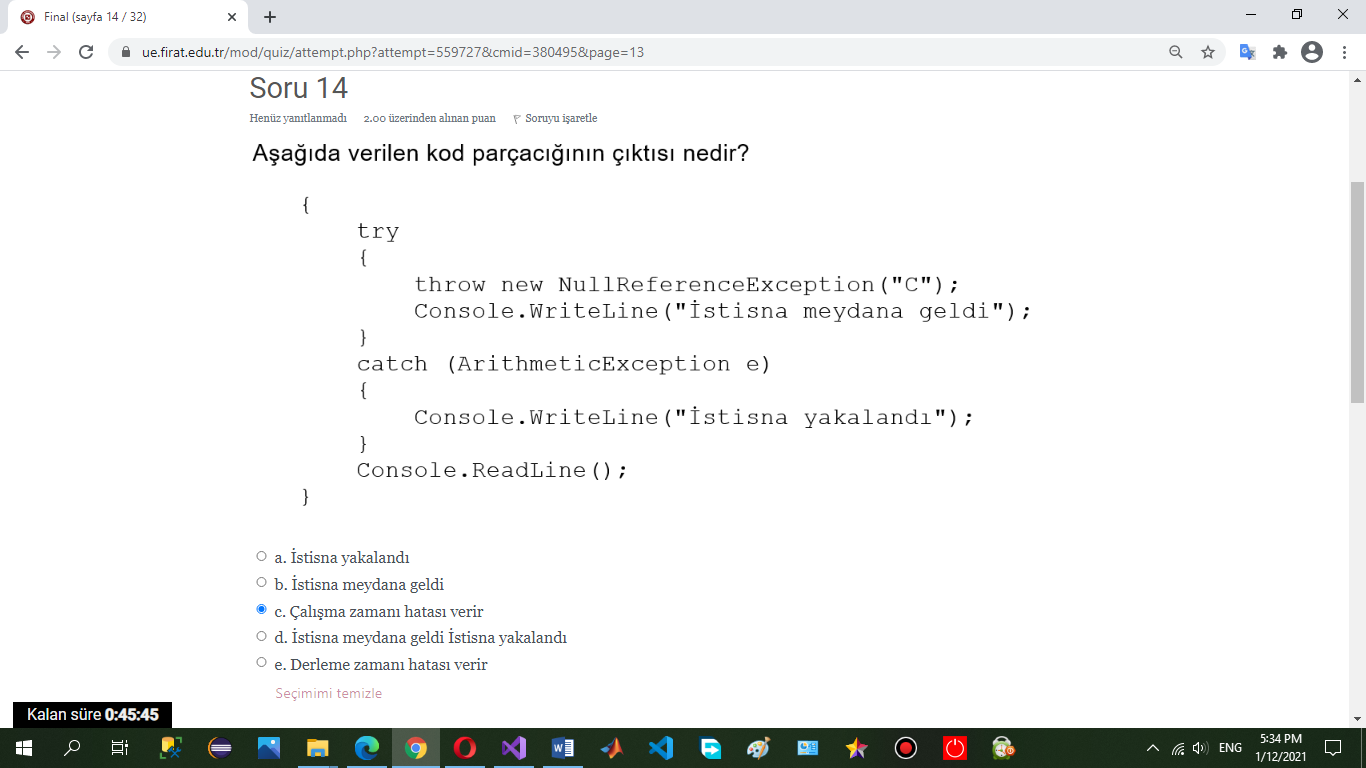 Final (sayfa 14 / 32)
ue.firat.edu.tr/mod/quiz/attempt.php?attempt=559727&cmid=380495&page=13
Soru 14
Henüz yanıtlanmadı 2.00 üzerinden alınan puan Soruyu işaretle
Aşağıda verilen kod parçacığının çıktısı nedir?
{
try
{
throw new NullReferenceException("C");
Console.WriteLine("İstisna meydana geldi");
}
catch (ArithmeticException e)
{
Console.WriteLine("İstisna yakalandı");
}
Console.ReadLine();
}
a. İstisna yakalandı
b. İstisna meydana geldi
c. Çalışma zamanı hatası verir
d. İstisna meydana geldi İstisna yakalandı
e. Derleme zamanı hatası verir
Seçimimi temizle
Kalan süre 0:45:45
ENG
5:34 PM
1/12/2021